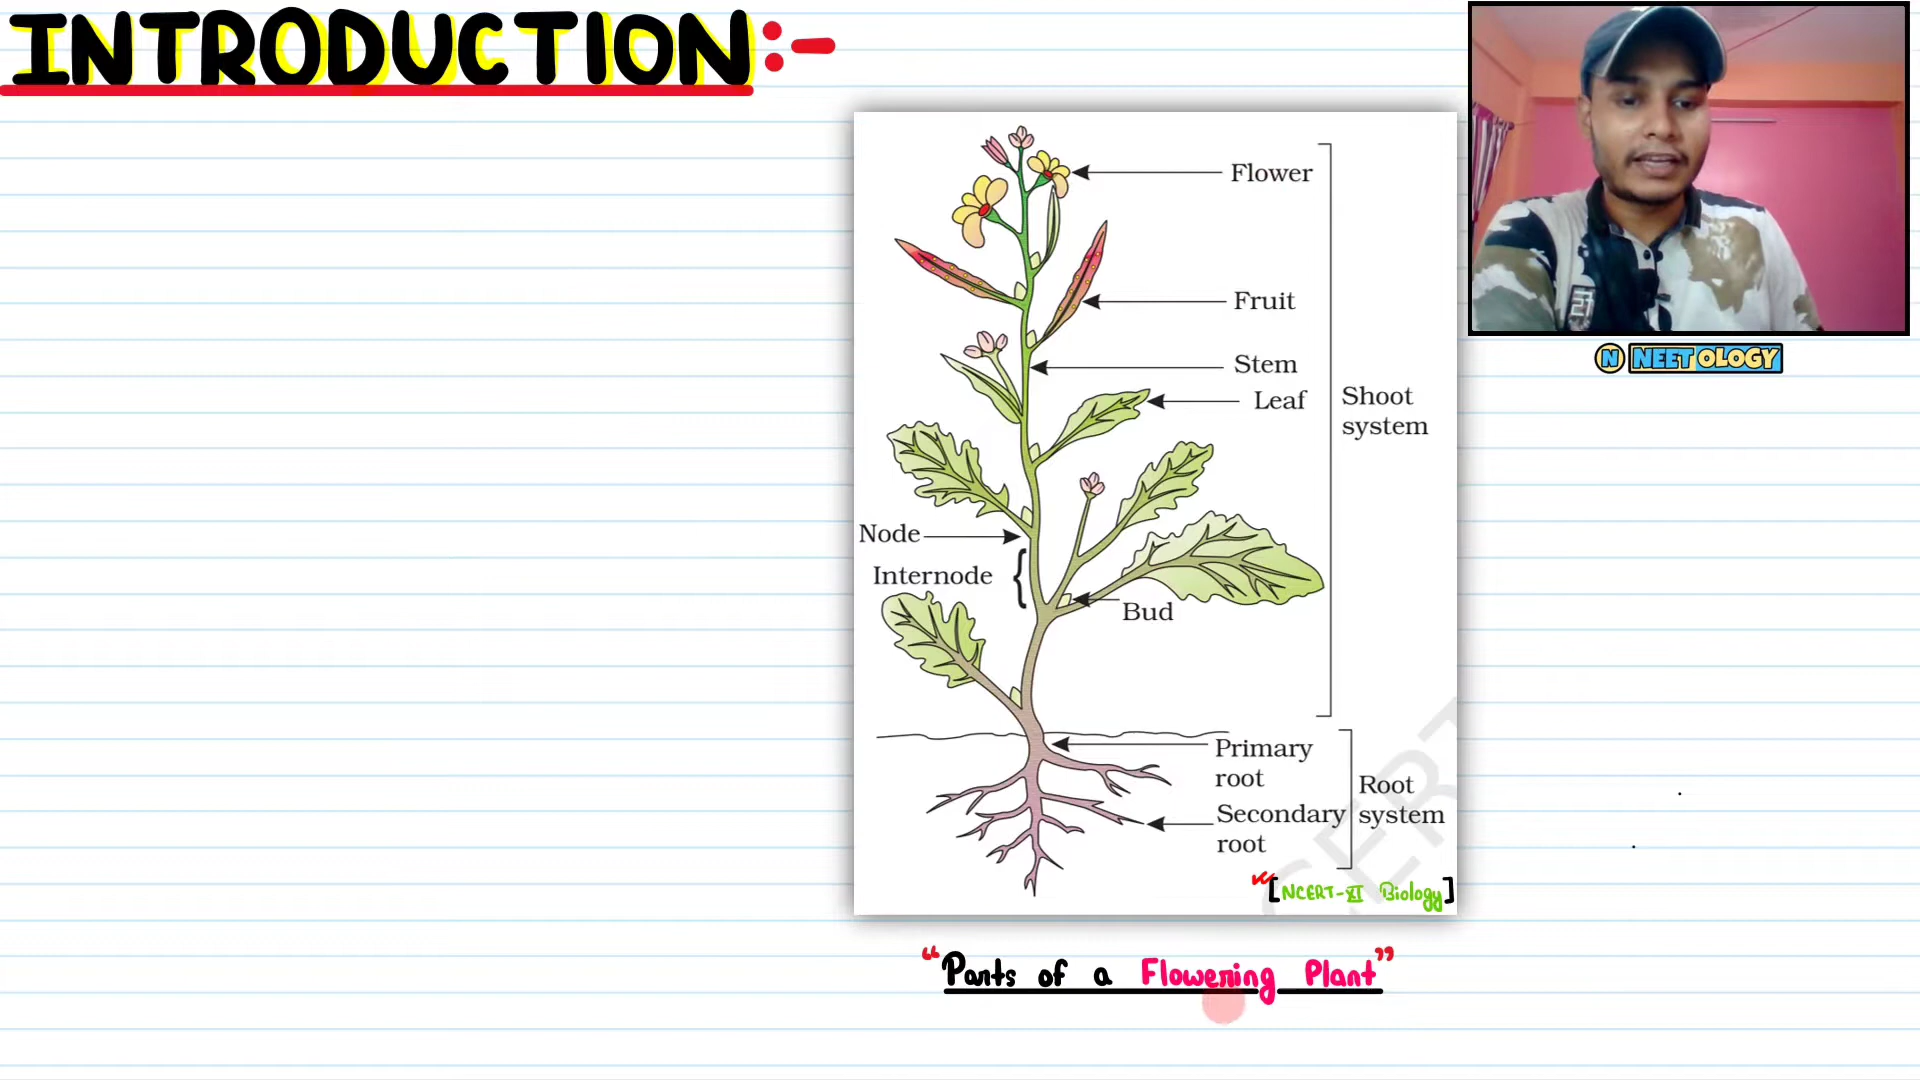 INTRODUCTION:-
Flower
Fruit
Stem
Leaf
Shoot
system
Node
Internode
Bud
Primary
root
Secondary
root
Root
system
CERT
"[NCERT-XI Biology]
"Parts of a Flowering Plant"
N NEETOLOGY